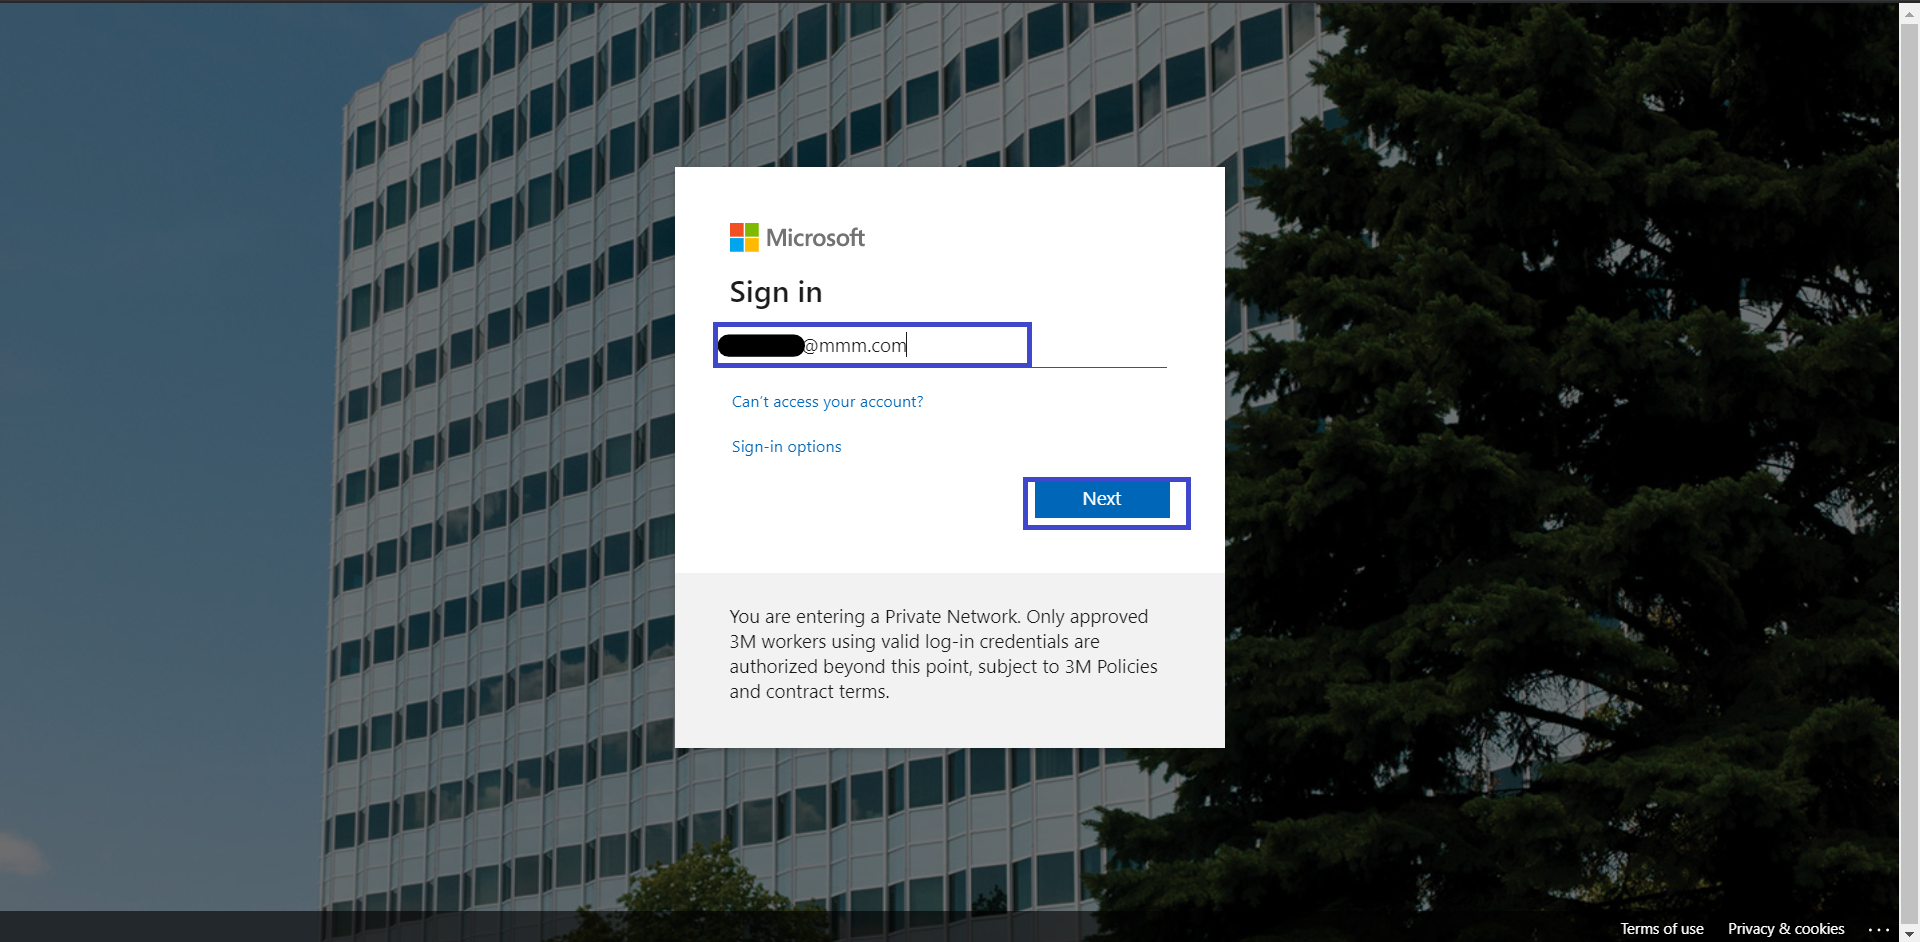 Microsoft
Sign in
@mmm.com
Can't access your account?
Sign-in options
Next
You are entering a Private Network. Only approved
3M workers using valid log-in credentials are
authorized beyond this point, subject to 3M Policies
and contract terms.
Terms of use Privacy & cookies ...